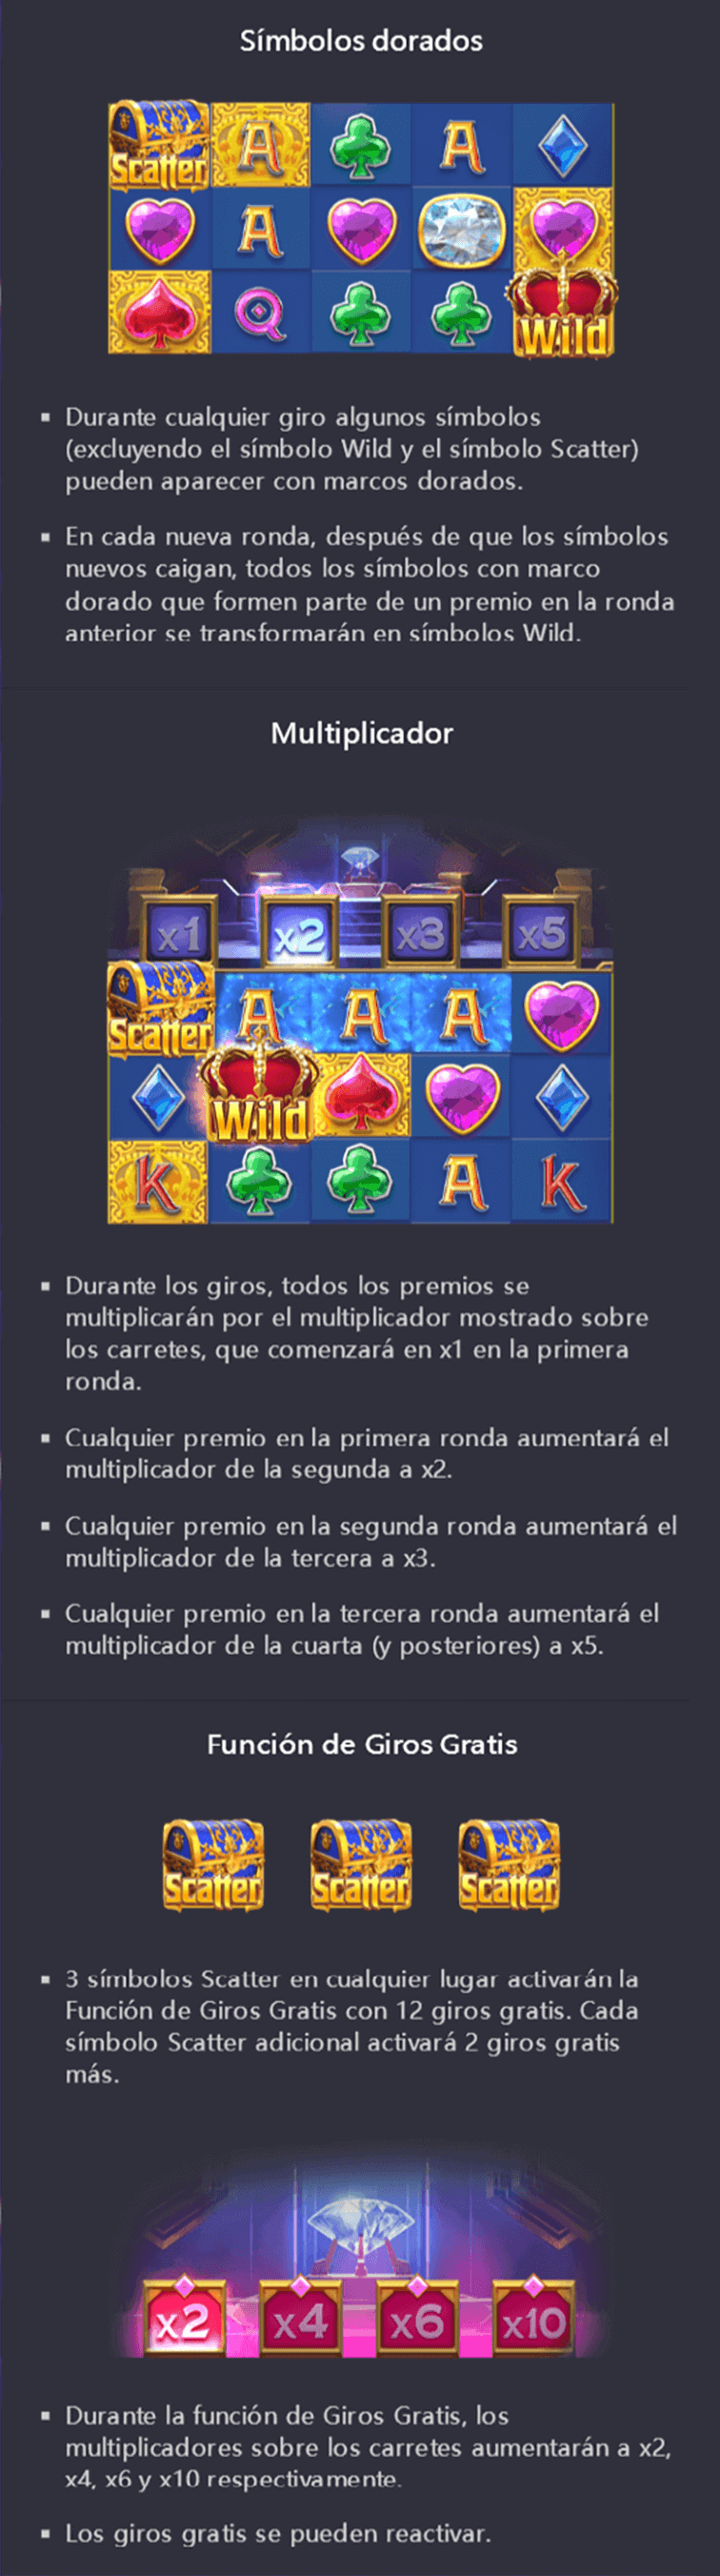 Símbolos dorados
Scatter A A
A
Q Wild
Durante cualquier giro algunos símbolos
(excluyendo el símbolo Wild y el símbolo Scatter)
pueden aparecer con marcos dorados.
En cada nueva ronda, después de que los símbolos
nuevos caigan, todos los símbolos con marco
dorado que formen parte de un premio en la ronda
anterior se transformarán en símbolos Wild.
Multiplicador
x1 x2 x3 x5
Scatter A A A
Wild
K A K
Durante los giros, todos los premios se
multiplicarán por el multiplicador mostrado sobre
los carretes, que comenzará en x1 en la primera
ronda.
Cualquier premio en la primera ronda aumentará el
multiplicador de la segunda a x2.
Cualquier premio en la segunda ronda aumentará el
multiplicador de la tercera a x3.
Cualquier premio en la tercera ronda aumentará el
multiplicador de la cuarta (y posteriores) a x5.
Función de Giros Gratis
Scatter Scatter Scatter
3 símbolos Scatter en cualquier lugar activarán la
Función de Giros Gratis con 12 giros gratis. Cada
símbolo Scatter adicional activará 2 giros gratis
más.
x2 x4 x6 x10
Durante la función de Giros Gratis, los
multiplicadores sobre los carretes aumentarán a x2,
x4, x6 y x10 respectivamente.
Los giros gratis se pueden reactivar.